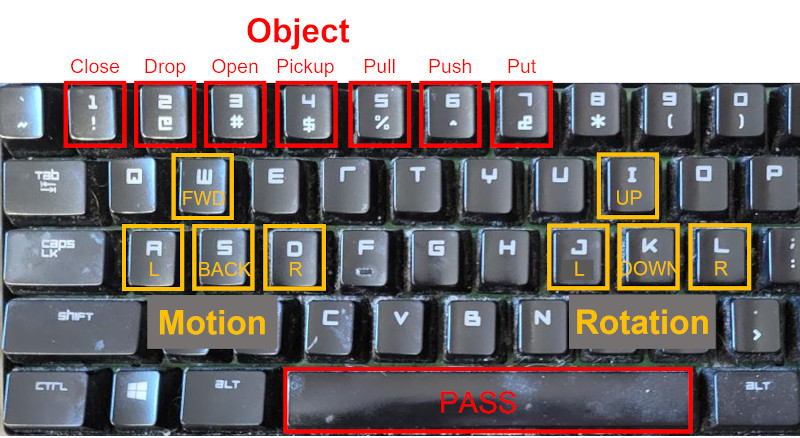 Object
Close Drop Open Pickup Pull Push Put
` 1 2 3 4 5 6 7 8 9 0
~ ! @ # $ % ^ & * ( )
Tab Q W E R T Y U I O P
FWD UP
Caps LK A S D F G H J K L ;
L BACK R L DOWN R :
Motion Rotation
SHIFT C V B N >
CTRL ALT PASS ALT